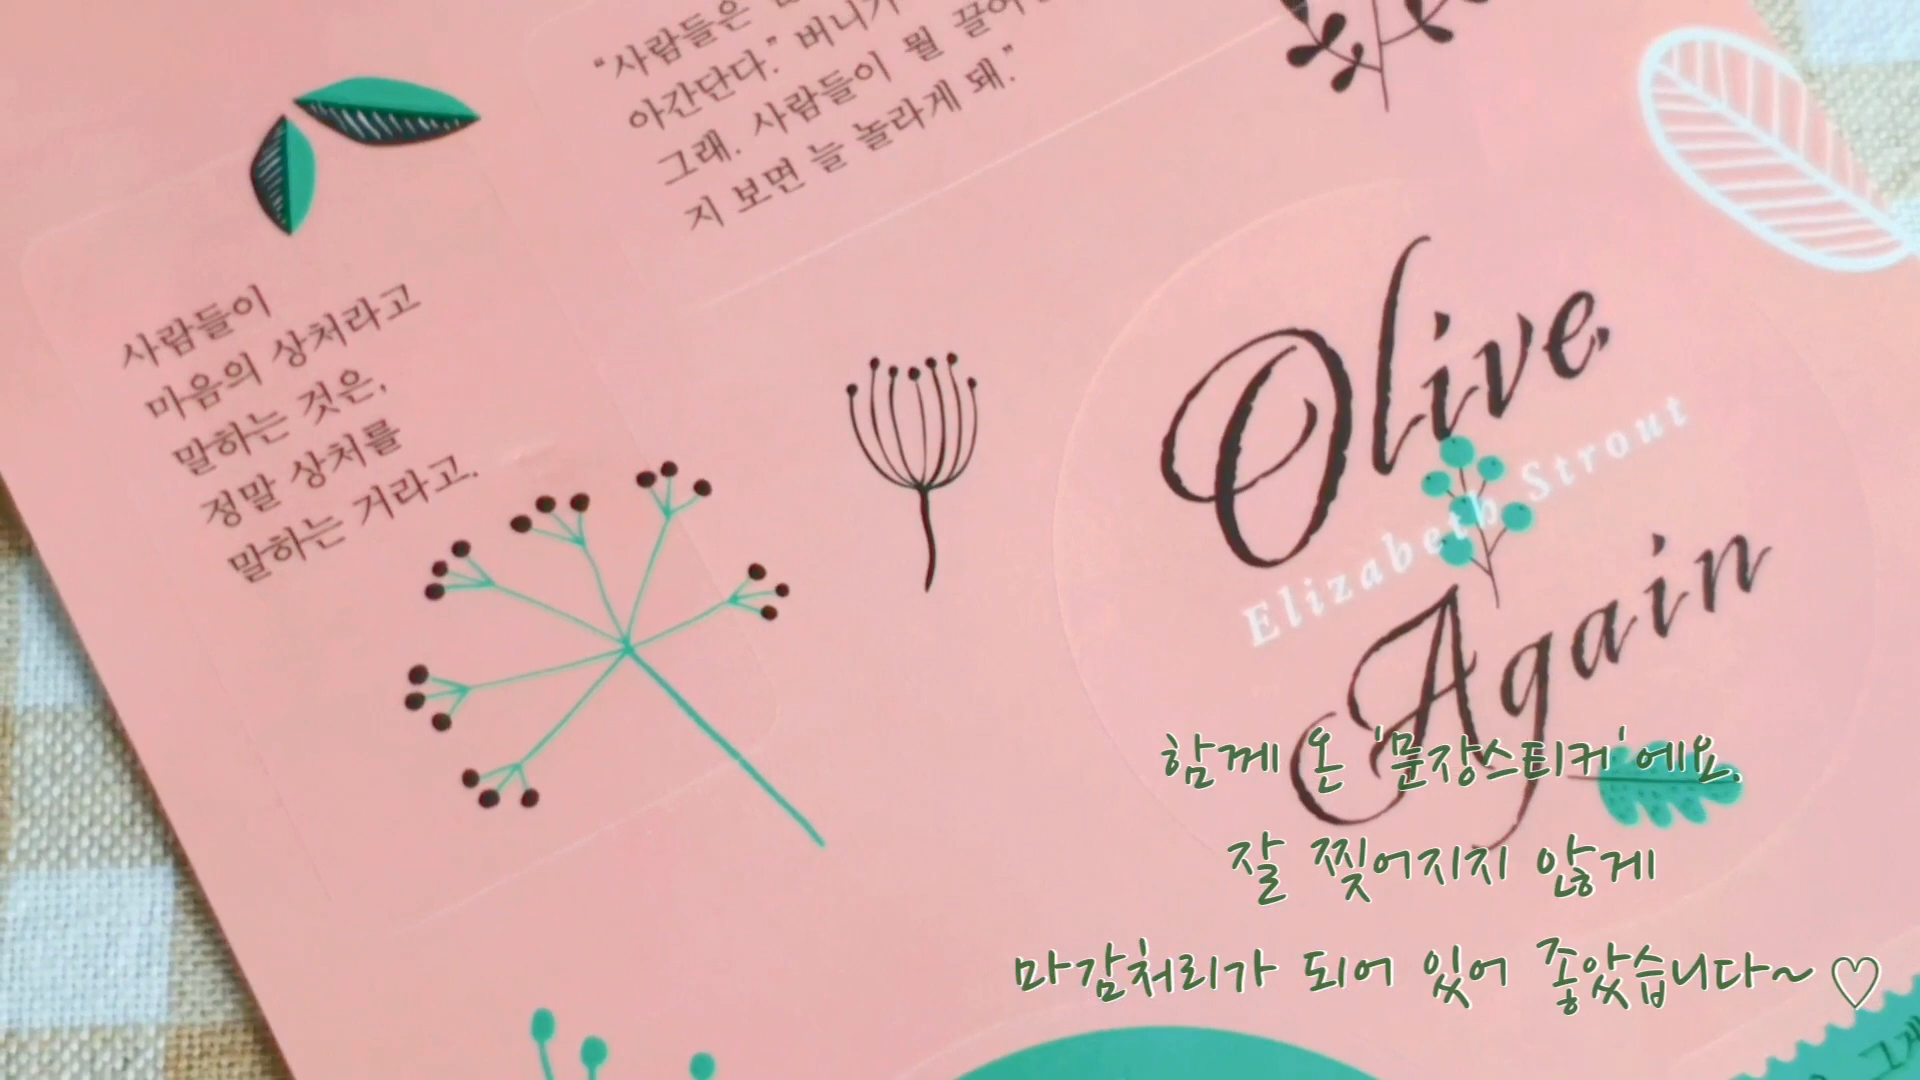 “사람들은
아간단다.” 버니가
그래. 사람들이 뭘 끌어
지 보면 늘 놀라게 돼.”
사람들이
마음의 상처라고
말하는 것은,
정말 상처를
말하는 거라고.
Olive,
Elizabeth Strout
Again
함께 온 '문장스티커'에요.
잘 찢어지지 않게
마감처리가 되어 있어 좋았습니다~♡